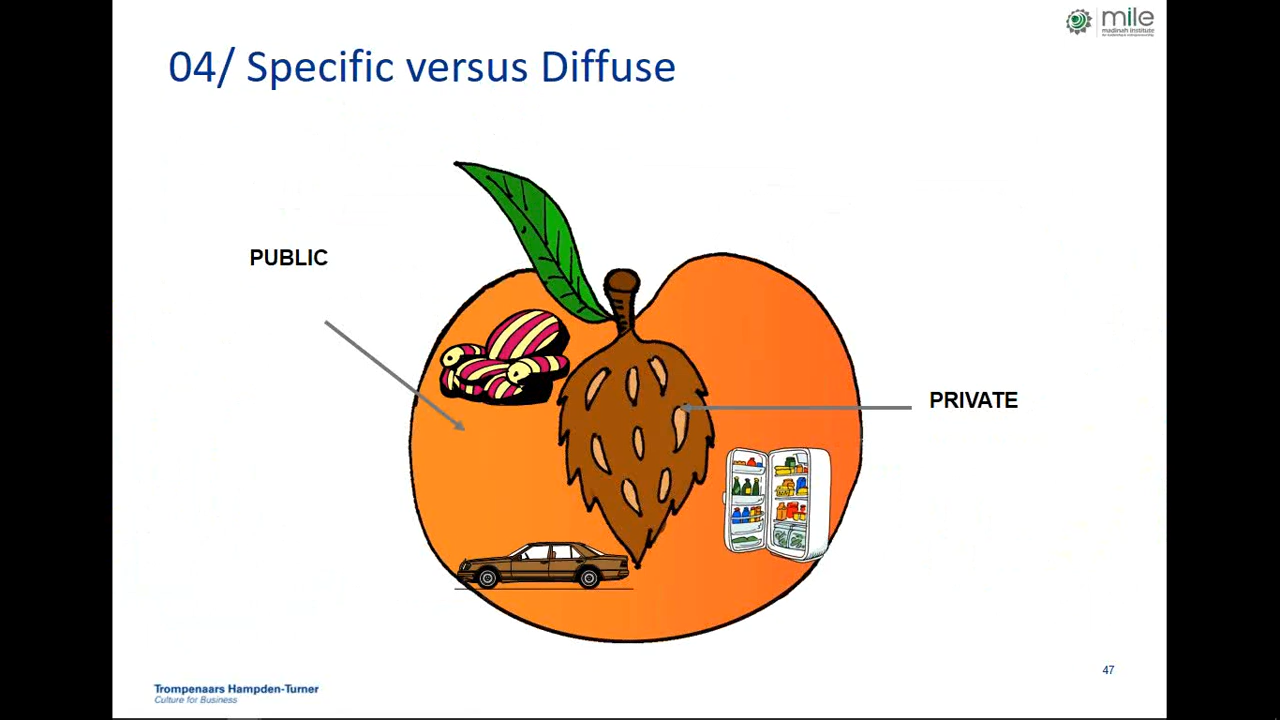 mile
madinah institute
for leadership & entrepreneurship
04/ Specific versus Diffuse
PUBLIC
PRIVATE
47
Trompenaars Hampden-Turner
Culture for Business